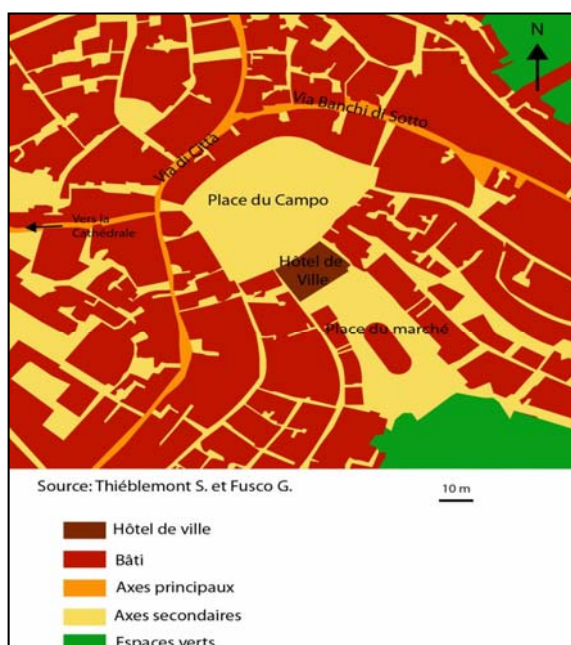 N
Via Banchi di Sotto
Via di Città
Place du Campo
Vers la
Cathédrale
Hôtel de
Ville
Place du marché
Source: Thiéblemont S. et Fusco G.
10 m
Hôtel de ville
Bâti
Axes principaux
Axes secondaires
Espaces verts